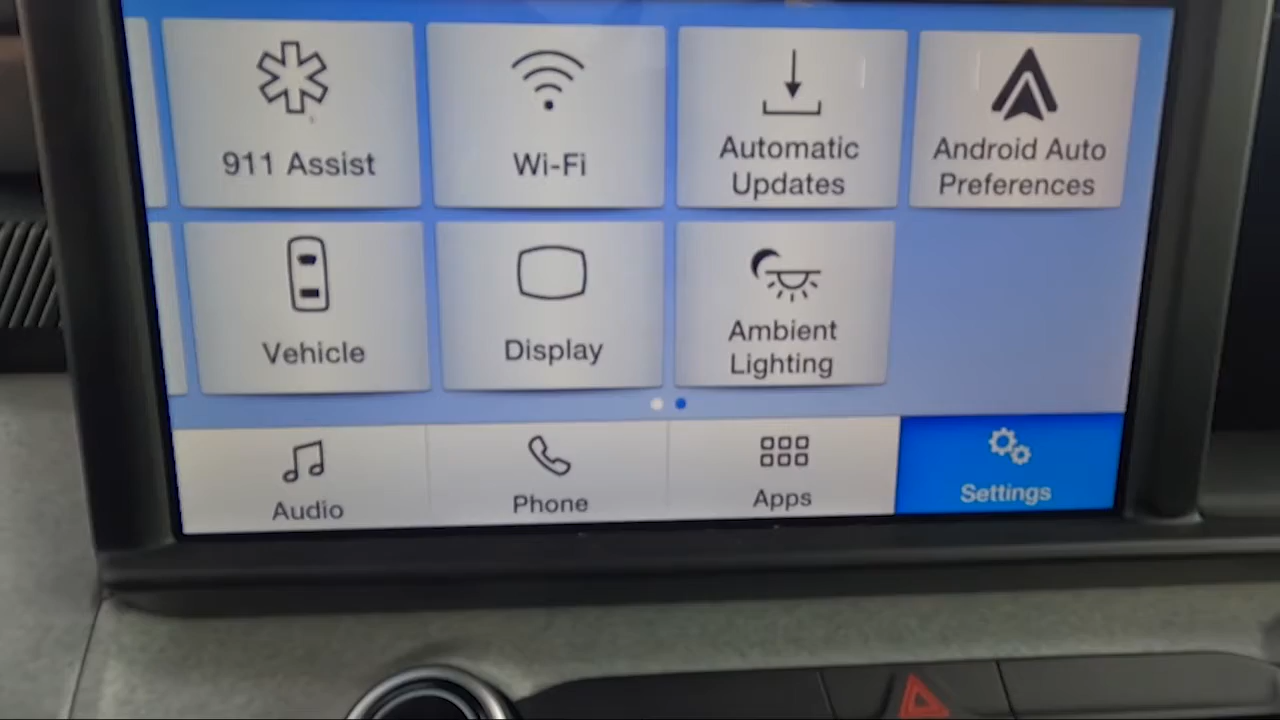 911 Assist
Wi-Fi
Automatic
Updates
Android Auto
Preferences
Vehicle
Display
Ambient
Lighting
Audio
Phone
Apps
Settings